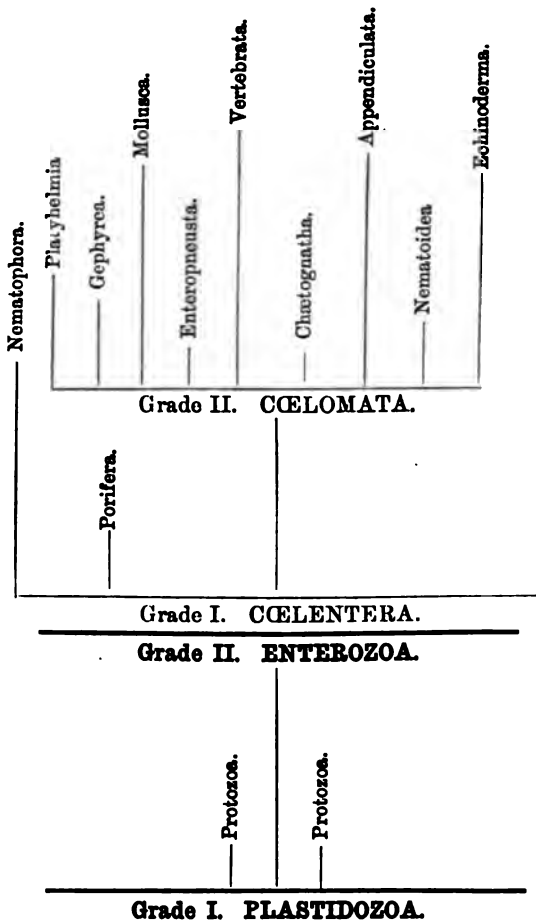 Nematophora.
Platyhelmia
Gephyrea.
Mollusca.
Enteropneusta.
Vertebrata.
Chætognatha.
Appendiculata.
Nematoidea
Echinoderma.
Grade II. CŒLOMATA.
Porifera.
Grade I. CŒLENTERA.
Grade II. ENTEROZOA.
Protozoa.
Protozoa.
Grade I. PLASTIDOZOA.